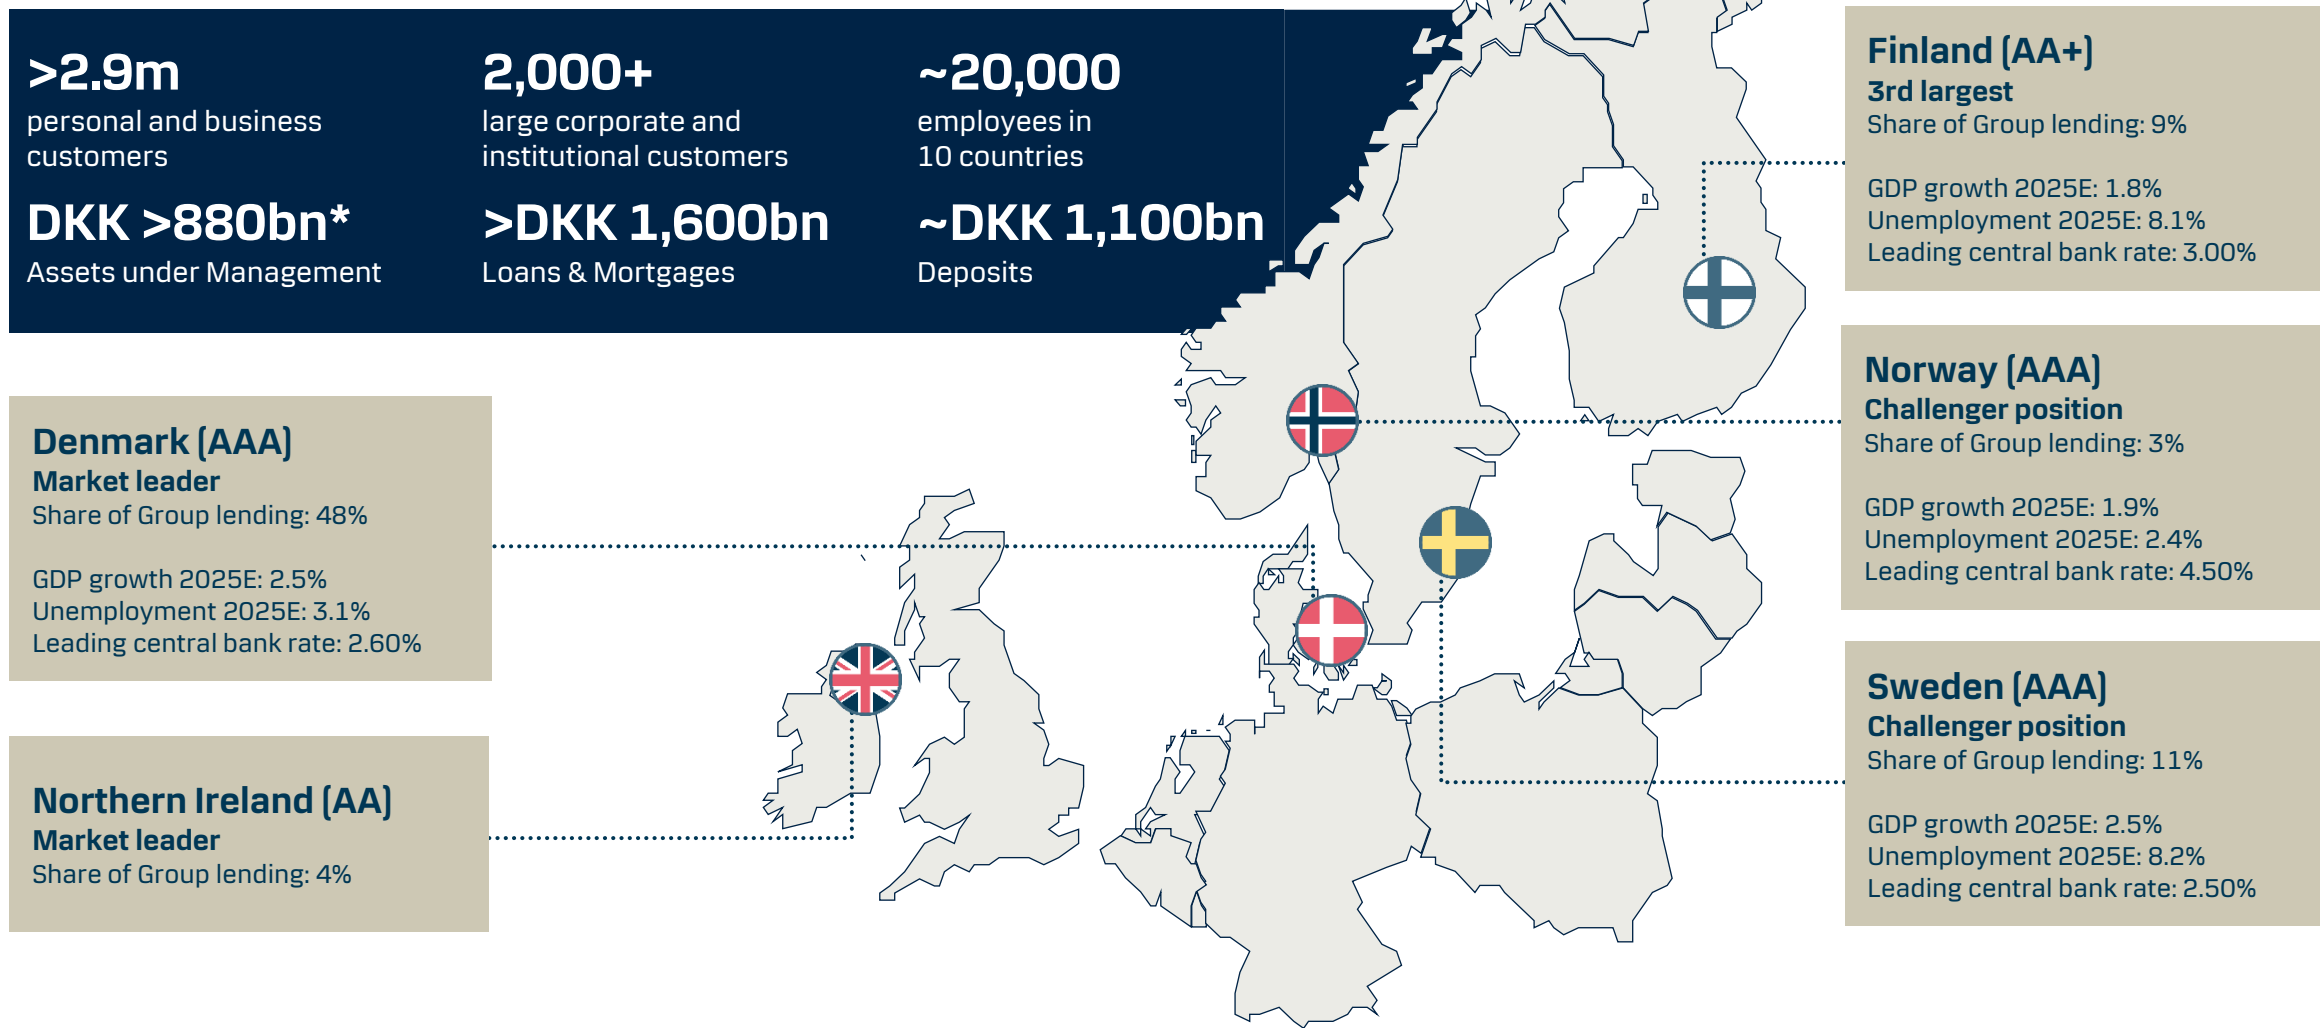 >2.9m
personal and business
customers
2,000+
large corporate and
institutional customers
~20,000
employees in
10 countries
DKK >880bn*
Assets under Management
>DKK 1,600bn
Loans & Mortgages
~DKK 1,100bn
Deposits
Finland (AA+)
3rd largest
Share of Group lending: 9%
GDP growth 2025E: 1.8%
Unemployment 2025E: 8.1%
Leading central bank rate: 3.00%
Norway (AAA)
Challenger position
Share of Group lending: 3%
GDP growth 2025E: 1.9%
Unemployment 2025E: 2.4%
Leading central bank rate: 4.50%
Denmark (AAA)
Market leader
Share of Group lending: 48%
GDP growth 2025E: 2.5%
Unemployment 2025E: 3.1%
Leading central bank rate: 2.60%
Sweden (AAA)
Challenger position
Share of Group lending: 11%
GDP growth 2025E: 2.5%
Unemployment 2025E: 8.2%
Leading central bank rate: 2.50%
Northern Ireland (AA)
Market leader
Share of Group lending: 4%